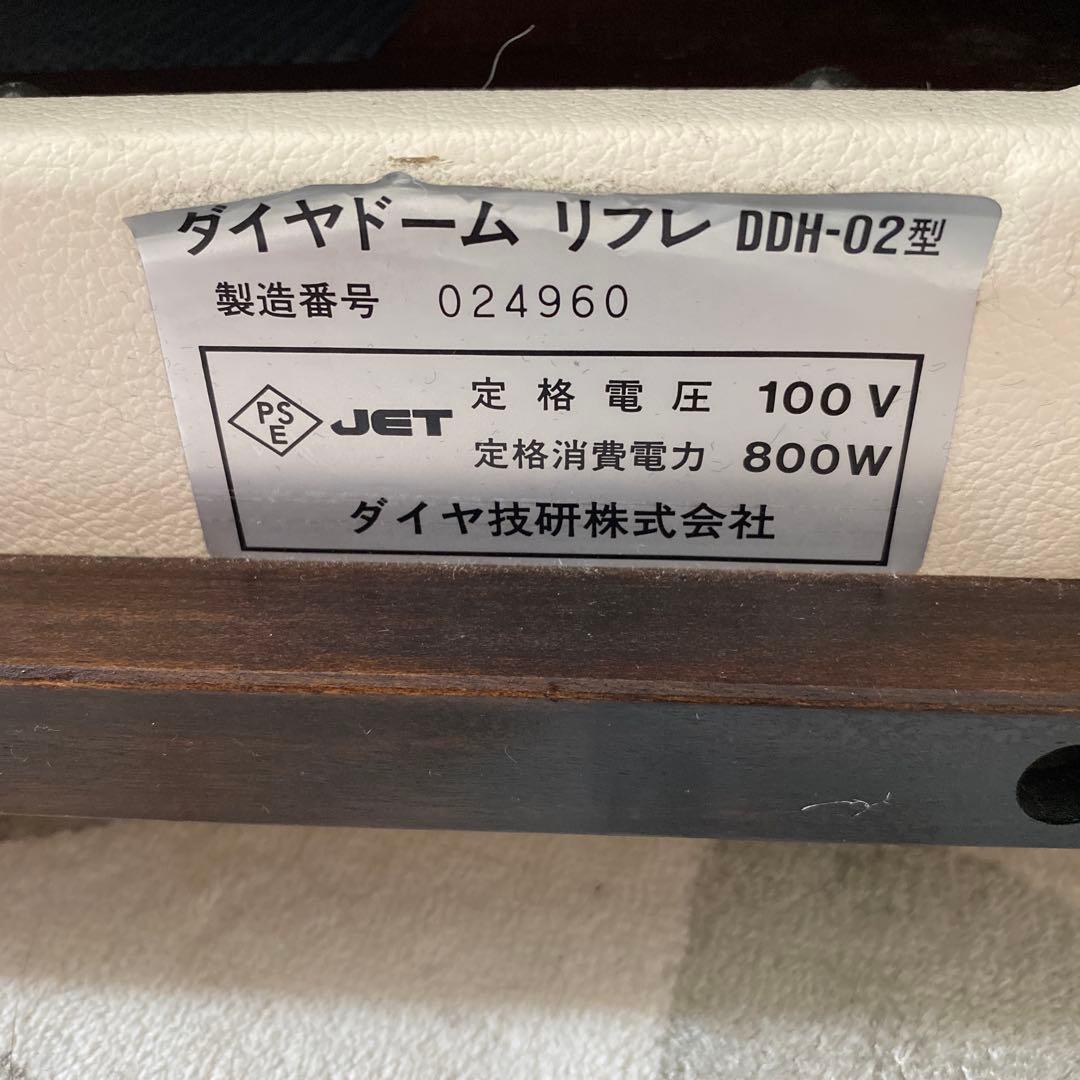 ダイヤドーム リフレ DDH-02型
製造番号 024960
PSE JET 定格電圧 100V
定格消費電力 800W
ダイヤ技研株式会社